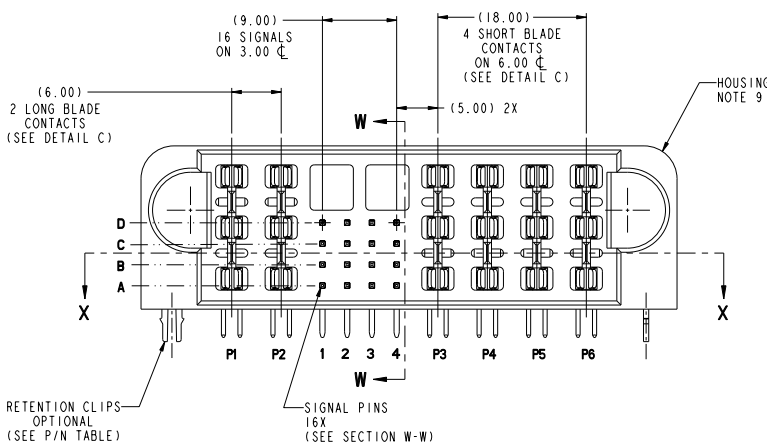 (9.00)
16 SIGNALS
ON 3.00 ℄
(18.00)
4 SHORT BLADE
CONTACTS
ON 6.00 ℄
(SEE DETAIL C)
(6.00)
2 LONG BLADE
CONTACTS
(SEE DETAIL C)
HOUSING
NOTE 9
(5.00) 2X
W
D
C
B
A
X
X
P1
P2
1
2
3
4
P3
P4
P5
P6
W
RETENTION CLIPS
OPTIONAL
(SEE P/N TABLE)
SIGNAL PINS
16X
(SEE SECTION W-W)